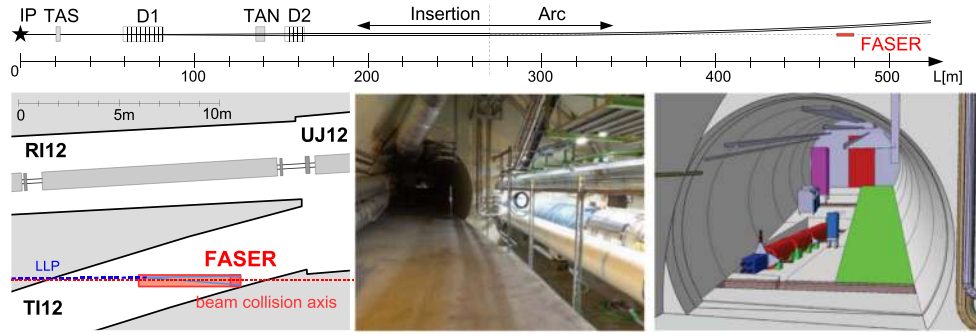 IP TAS D1 TAN D2 Insertion Arc
FASER
0 100 200 300 400 500 L[m]
0 5m 10m
RI12 UJ12
FASER
LLP
TI12 beam collision axis